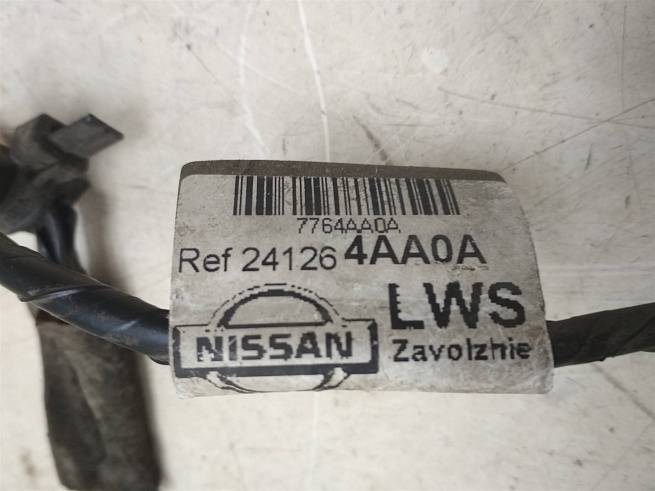 7764AA0A
Ref 24126 4AA0A
LWS
NISSAN
Zavolzhie